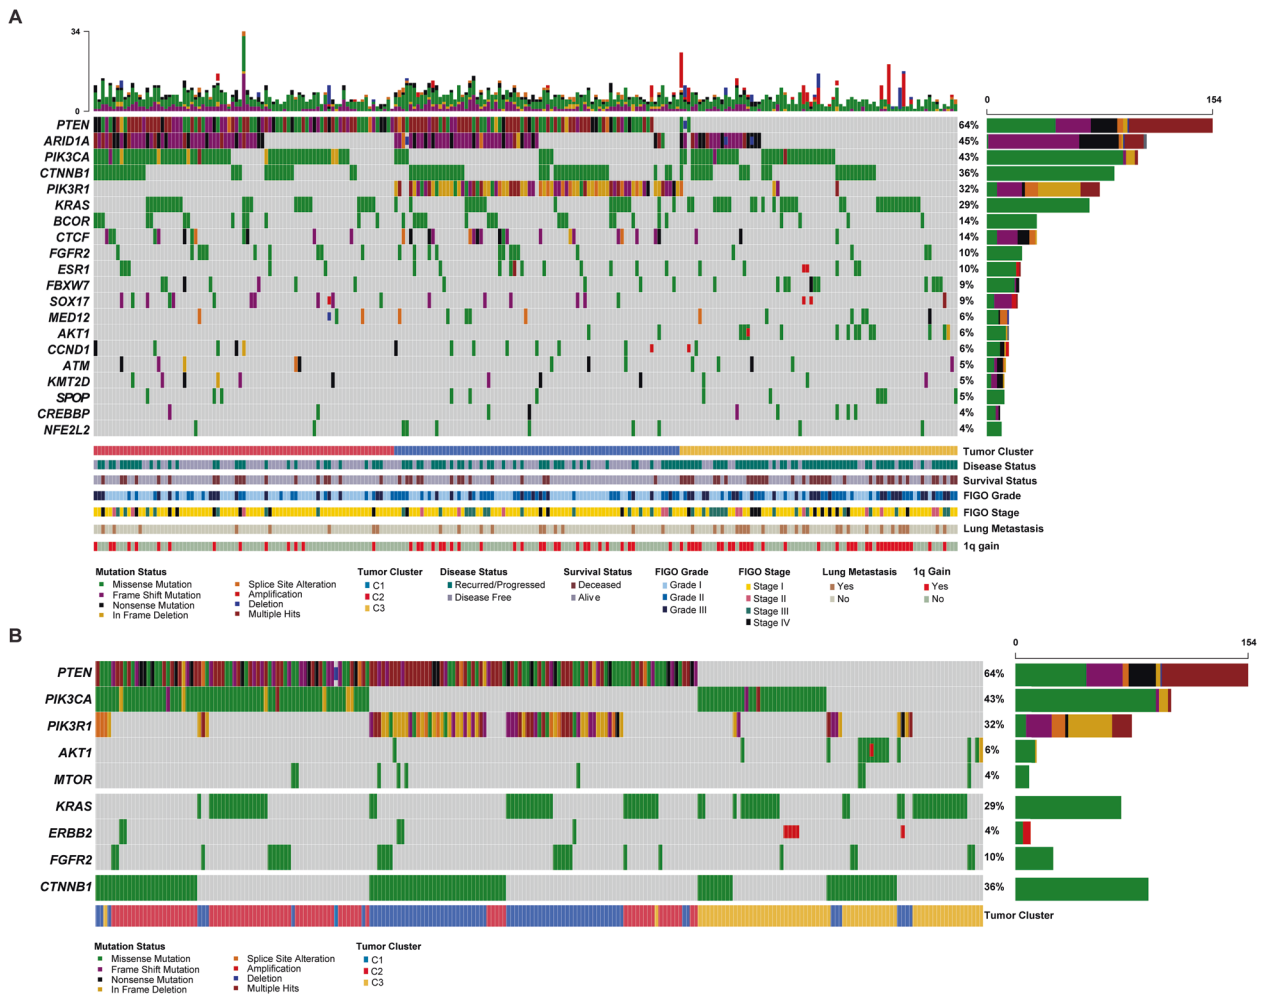 A
34
0
0 154
PTEN 64%
ARID1A 45%
PIK3CA 43%
CTNNB1 36%
PIK3R1 32%
KRAS 29%
BCOR 14%
CTCF 14%
FGFR2 10%
ESR1 10%
FBXW7 9%
SOX17 9%
MED12 6%
AKT1 6%
CCND1 6%
ATM 5%
KMT2D 5%
SPOP 5%
CREBBP 4%
NFE2L2 4%
Tumor Cluster
Disease Status
Survival Status
FIGO Grade
FIGO Stage
Lung Metastasis
1q gain
Mutation Status
Missense Mutation
Frame Shift Mutation
Nonsense Mutation
In Frame Deletion
Splice Site Alteration
Amplification
Deletion
Multiple Hits
Tumor Cluster
C1
C2
C3
Disease Status
Recurred/Progressed
Disease Free
Survival Status
Deceased
Alive
FIGO Grade
Grade I
Grade II
Grade III
FIGO Stage
Stage I
Stage II
Stage III
Stage IV
Lung Metastasis
Yes
No
1q Gain
Yes
No
B
0 154
PTEN 64%
PIK3CA 43%
PIK3R1 32%
AKT1 6%
MTOR 4%
KRAS 29%
ERBB2 4%
FGFR2 10%
CTNNB1 36%
Tumor Cluster
Mutation Status
Missense Mutation
Frame Shift Mutation
Nonsense Mutation
In Frame Deletion
Splice Site Alteration
Amplification
Deletion
Multiple Hits
Tumor Cluster
C1
C2
C3